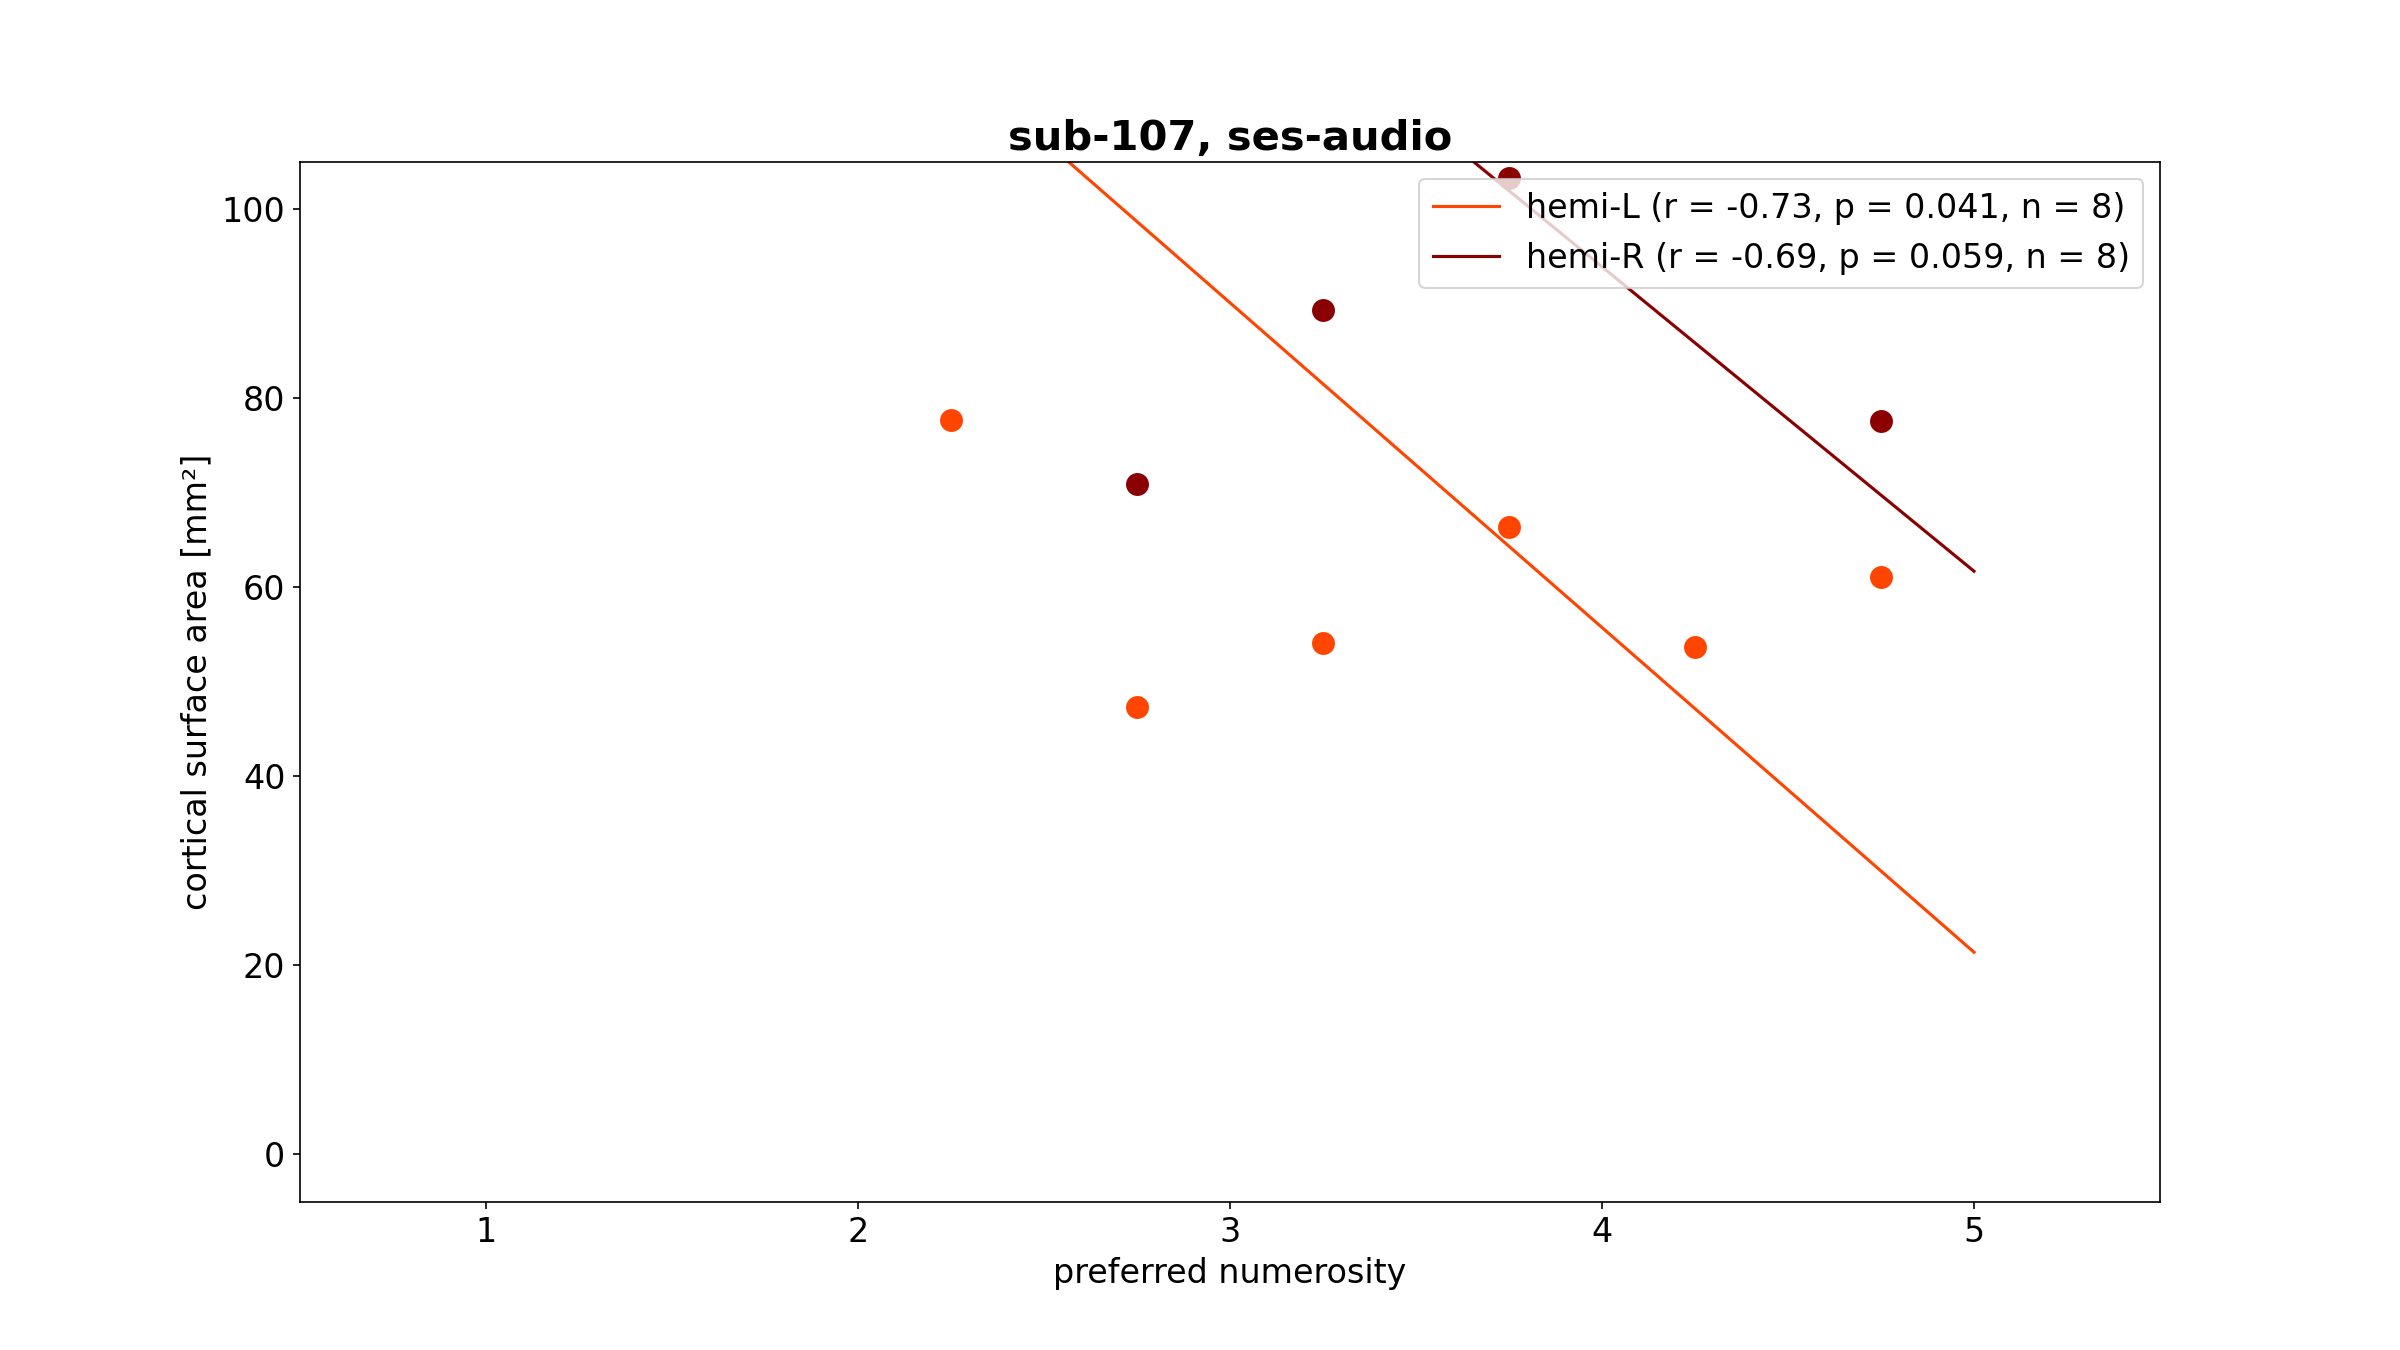 sub-107, ses-audio
hemi-L (r = -0.73, p = 0.041, n = 8)
hemi-R (r = -0.69, p = 0.059, n = 8)
cortical surface area [mm²]
100
80
60
40
20
0
1 2 3 4 5
preferred numerosity